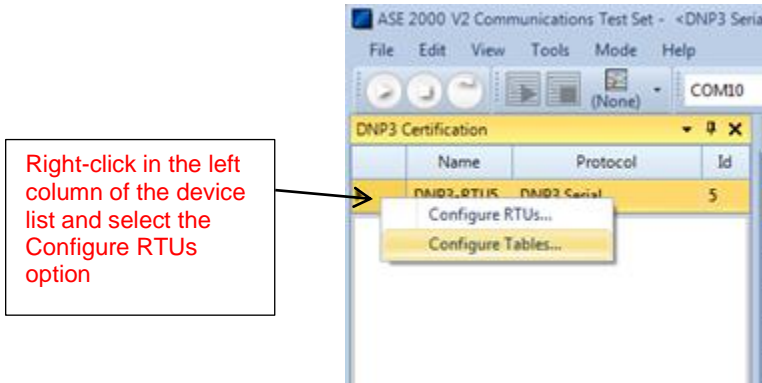 ASE 2000 V2 Communications Test Set - <DNP3 Seria
File Edit View Tools Mode Help
(None)
COM10
DNP3 Certification
Name Protocol Id
DNP3-RTU5 DNP3 Serial 5
Configure RTUs...
Configure Tables...
Right-click in the left
column of the device
list and select the
Configure RTUs
option